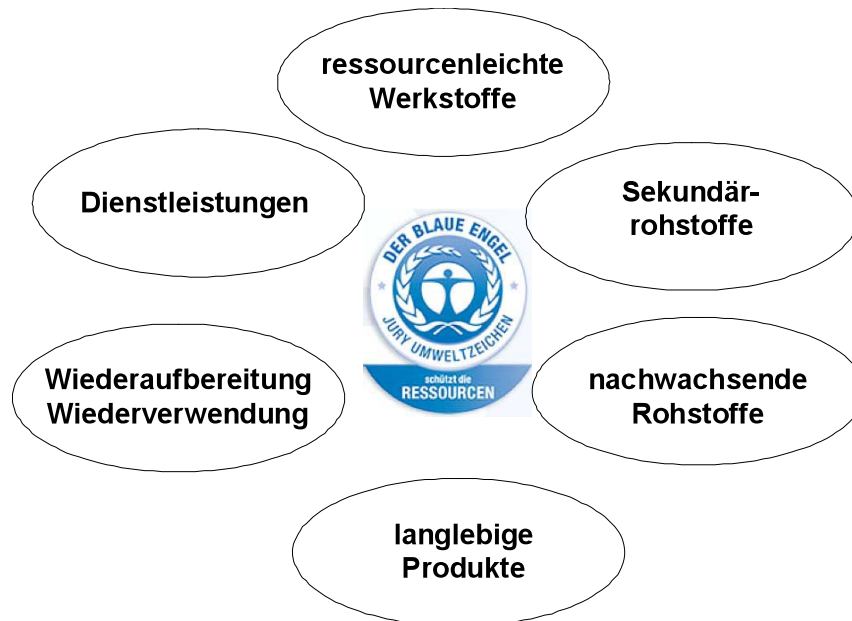 ressourcenleichte
Werkstoffe
Dienstleistungen
Sekundär-
rohstoffe
DER BLAUE ENGEL
JURY UMWELTZEICHEN
schützt die
RESSOURCEN
Wiederaufbereitung
Wiederverwendung
nachwachsende
Rohstoffe
langlebige
Produkte